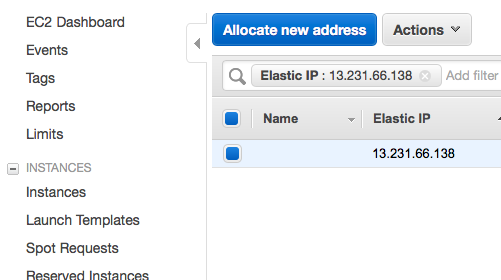 EC2 Dashboard
Events
Tags
Reports
Limits
INSTANCES
Instances
Launch Templates
Spot Requests
Reserved Instances
Allocate new address
Actions
Elastic IP : 13.231.66.138 Add filter
Name Elastic IP
13.231.66.138